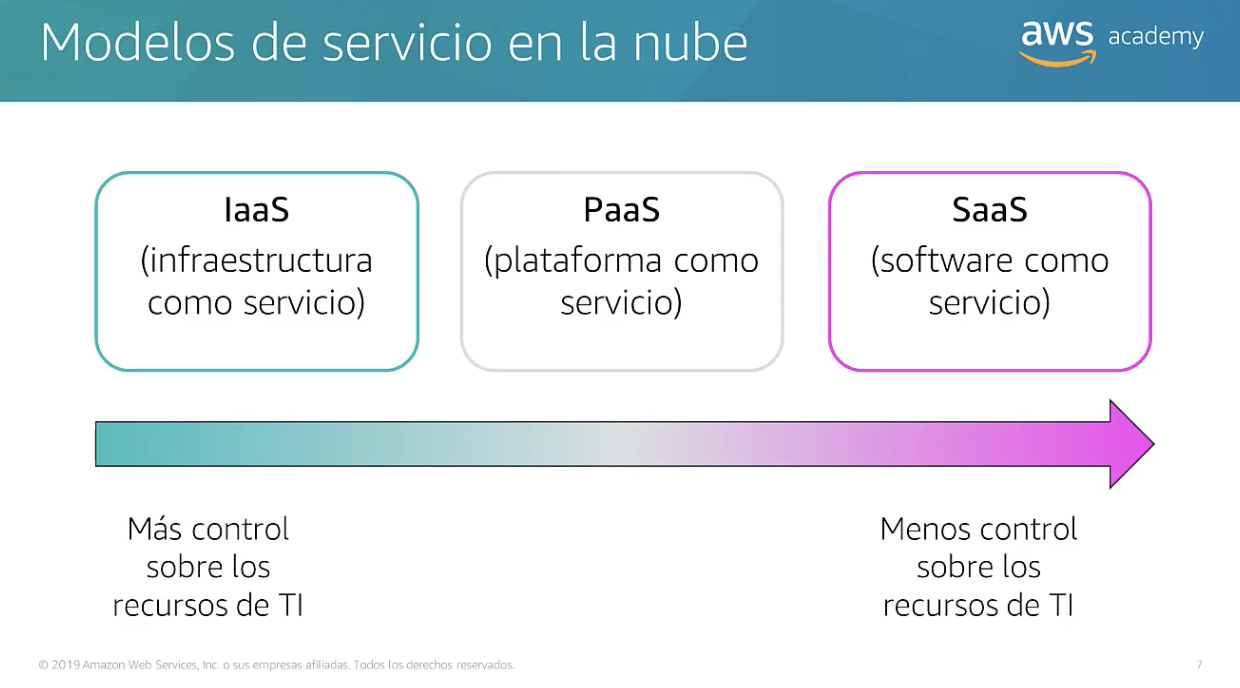 Modelos de servicio en la nube
aws academy
IaaS
(infraestructura
como servicio)
PaaS
(plataforma como
servicio)
SaaS
(software como
servicio)
Más control
sobre los
recursos de TI
Menos control
sobre los
recursos de TI
© 2019 Amazon Web Services, Inc. o sus empresas afiliadas. Todos los derechos reservados.
7